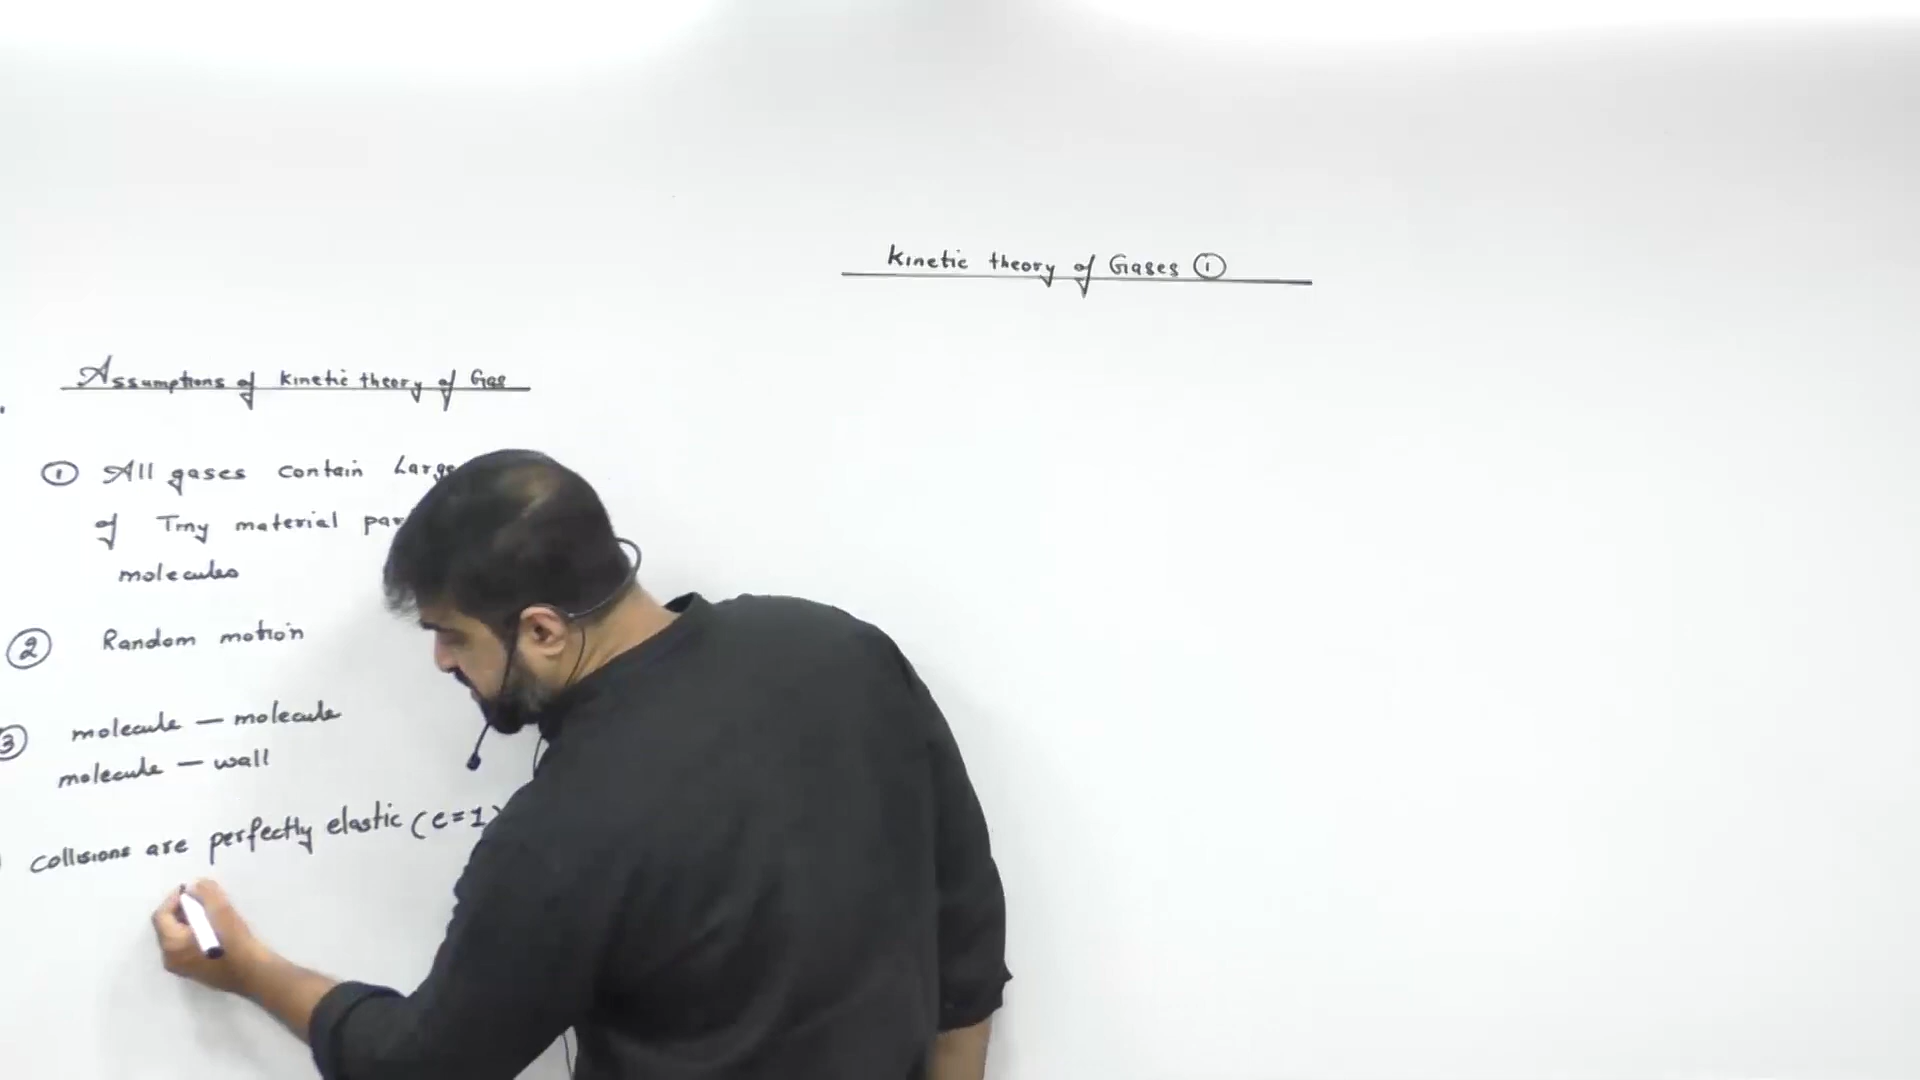 Kinetic theory of Gases ①
Assumptions of kinetic theory of Gas
① All gases contain Large
of Tiny material
molecules
② Random motion
③ molecule — molecule
molecule — wall
collisions are perfectly elastic (e=1)